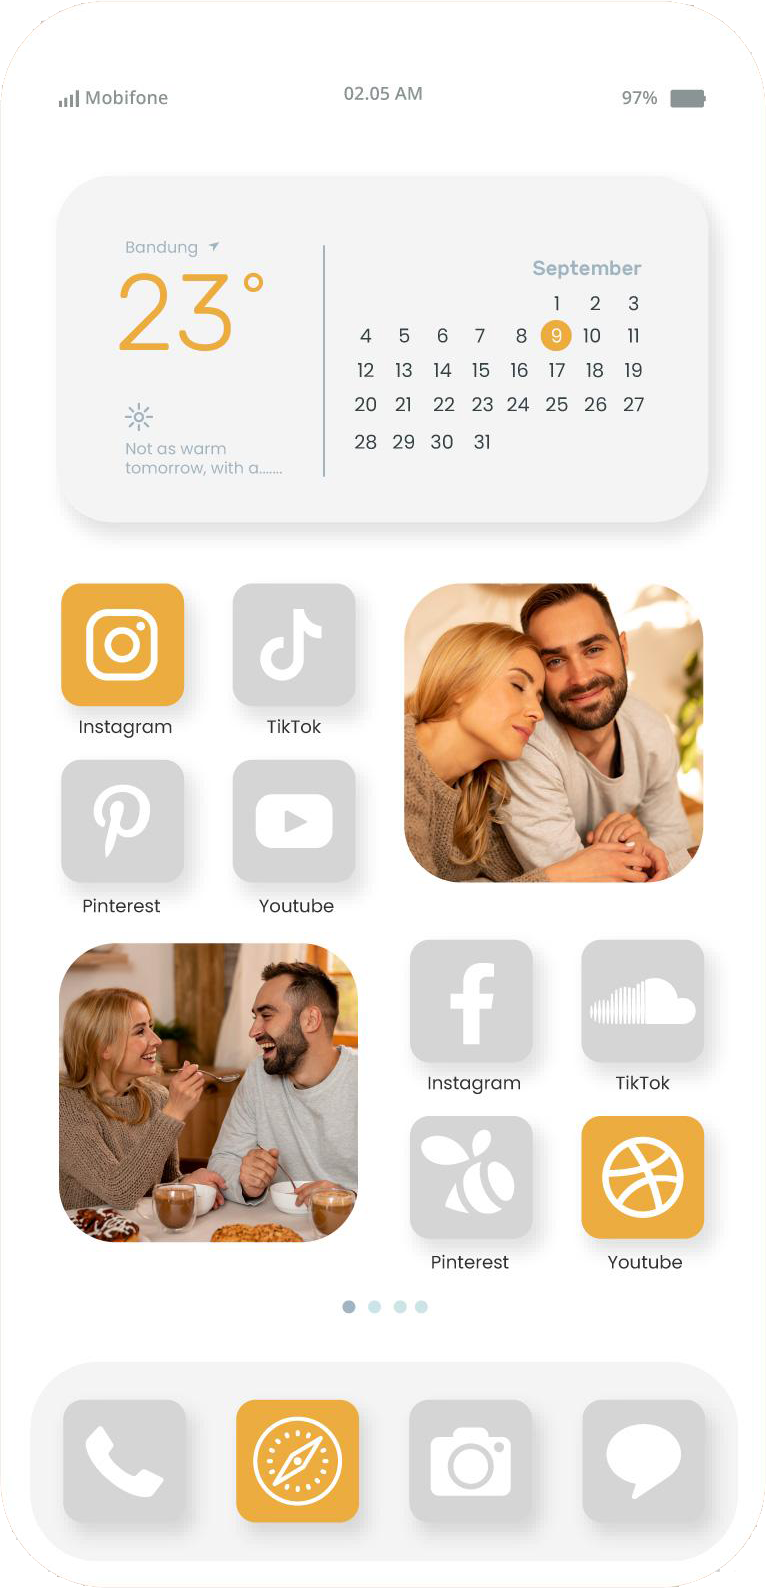 Mobifone
02.05 AM
97%
Bandung
23°
Not as warm
tomorrow, with a.......
September
1 2 3
4 5 6 7 8 9 10 11
12 13 14 15 16 17 18 19
20 21 22 23 24 25 26 27
28 29 30 31
Instagram TikTok
Pinterest Youtube
Instagram TikTok
Pinterest Youtube